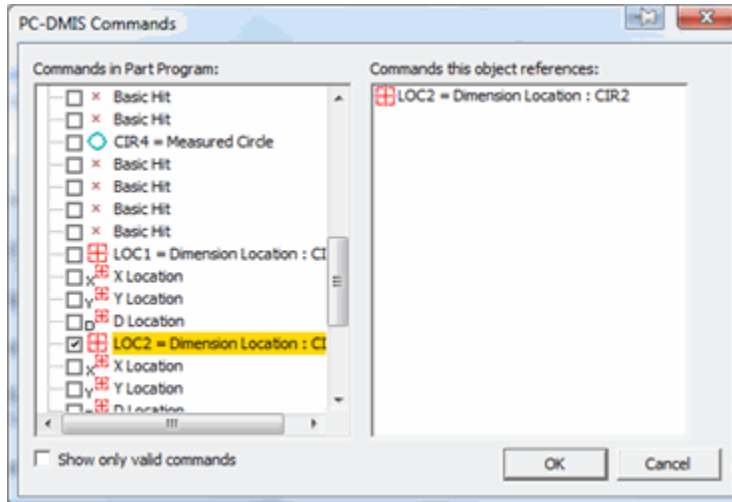 PC-DMIS Commands
Commands in Part Program:
Basic Hit
Basic Hit
CIR4 = Measured Circle
Basic Hit
Basic Hit
Basic Hit
Basic Hit
LOC1 = Dimension Location : CI
X X Location
Y Y Location
D D Location
LOC2 = Dimension Location : CI
X X Location
Y Y Location
D Location
Show only valid commands
Commands this object references:
LOC2 = Dimension Location : CIR2
OK
Cancel